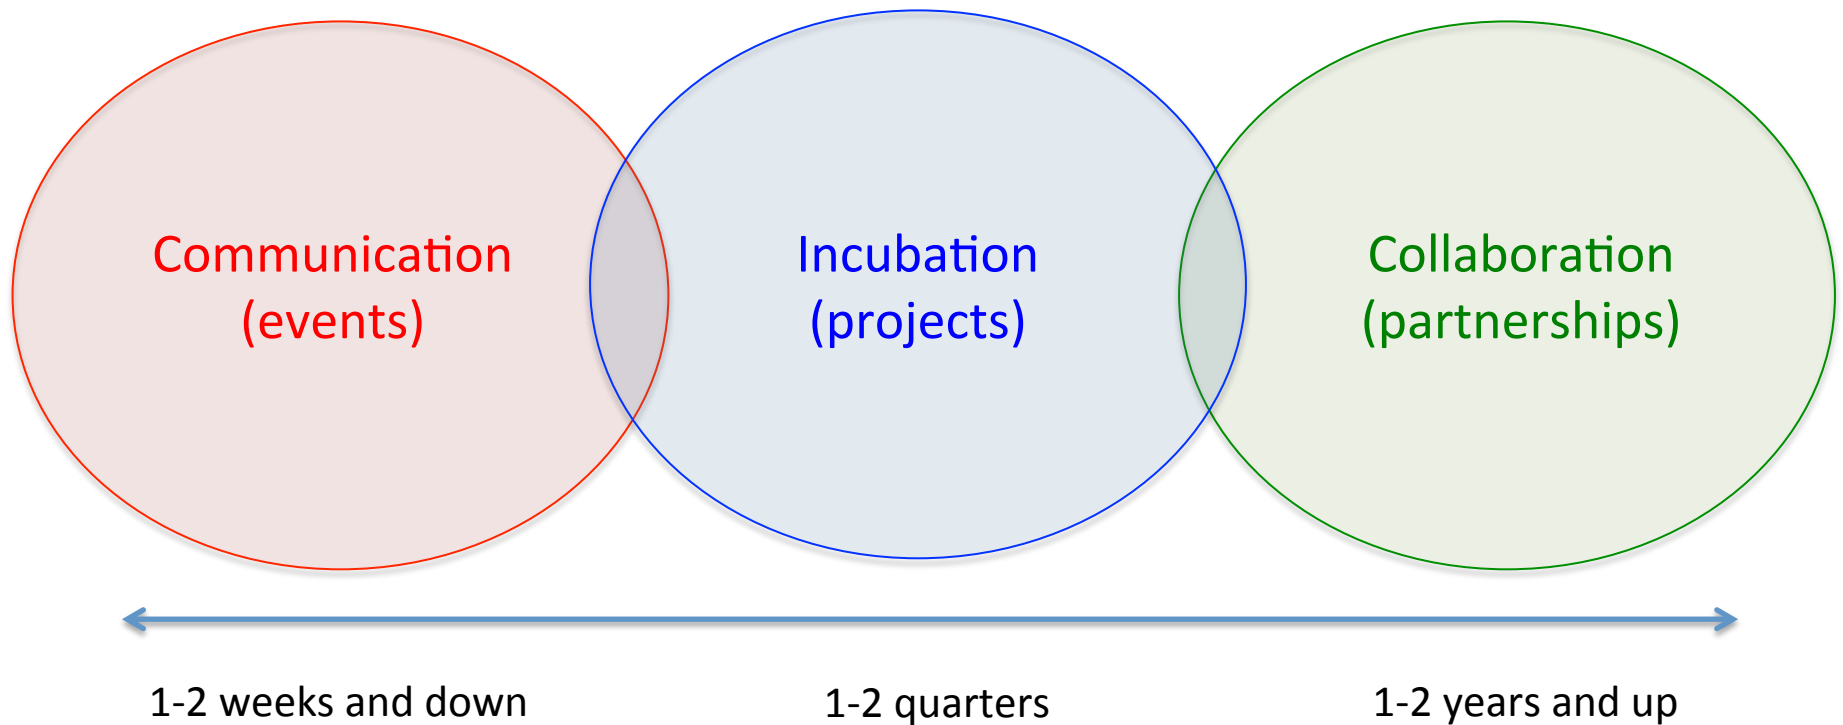 Communication
(events)
Incubation
(projects)
Collaboration
(partnerships)
1-2 weeks and down
1-2 quarters
1-2 years and up